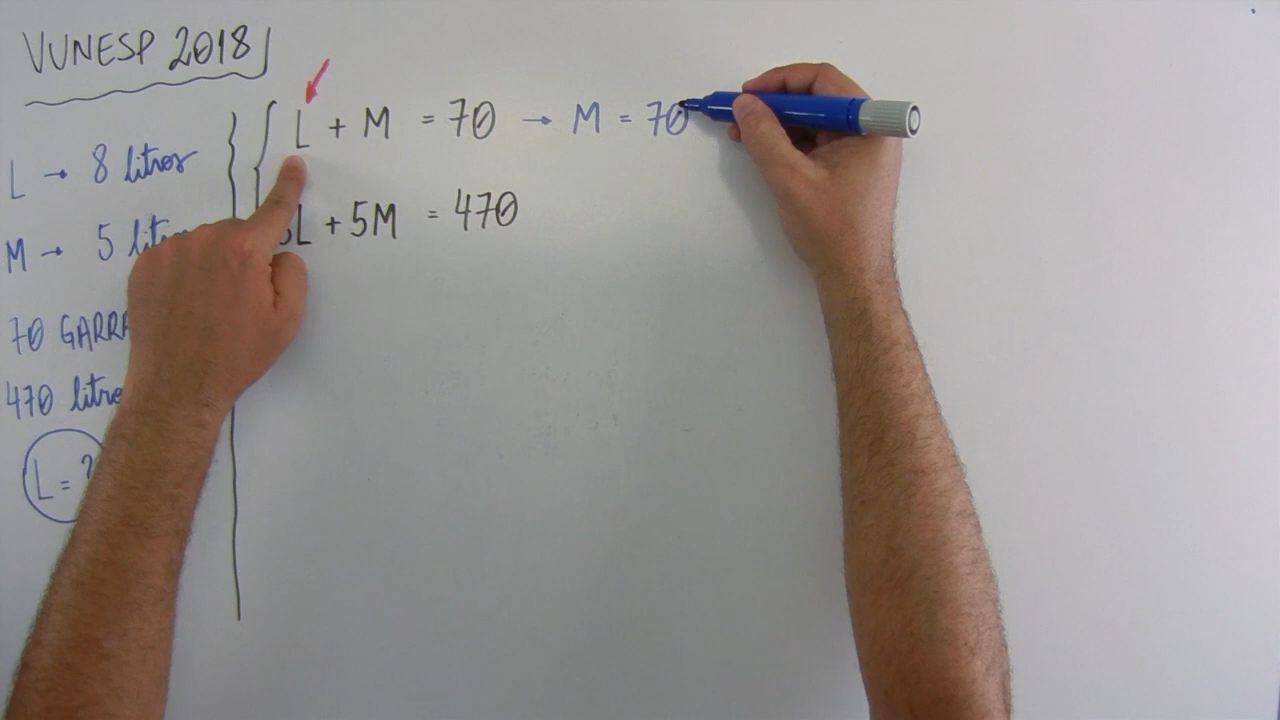 VUNESP 2018
L → 8 litros
M → 5
70
470
L = ?
L + M = 70 → M = 70
L + 5M = 470